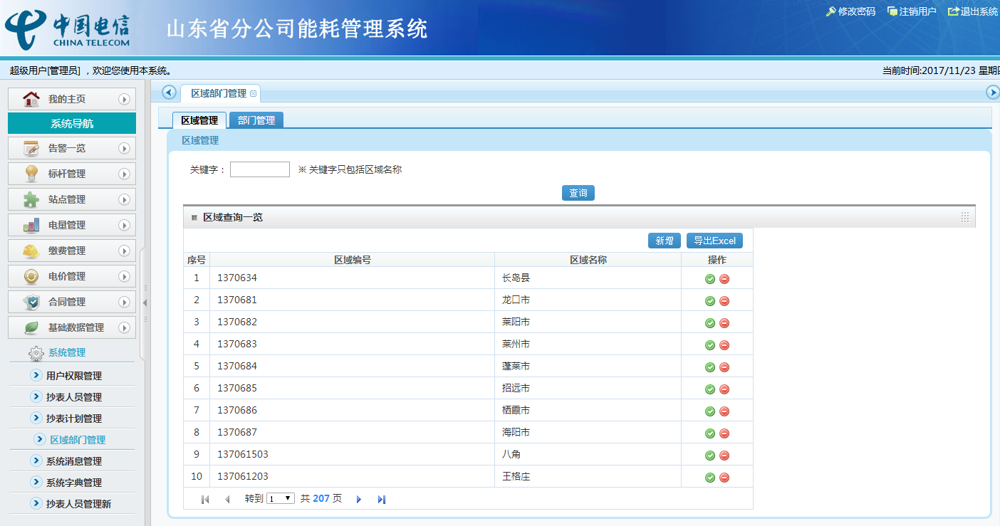 中国电信
CHINA TELECOM
山东省分公司能耗管理系统
修改密码 注销用户 退出系统
超级用户[管理员] ，欢迎您使用本系统。
当前时间:2017/11/23 星期
我的主页
系统导航
告警一览
标杆管理
站点管理
电量管理
缴费管理
电价管理
合同管理
基础数据管理
系统管理
用户权限管理
抄表人员管理
抄表计划管理
区域部门管理
系统消息管理
系统字典管理
抄表人员管理新
区域部门管理
区域管理 部门管理
区域管理
关键字： ※ 关键字只包括区域名称
查询
区域查询一览
新增 导出Excel
序号 区域编号 区域名称 操作
1 1370634 长岛县
2 1370681 龙口市
3 1370682 莱阳市
4 1370683 莱州市
5 1370684 蓬莱市
6 1370685 招远市
7 1370686 栖霞市
8 1370687 海阳市
9 137061503 八角
10 137061203 王格庄
转到 1 共 207 页